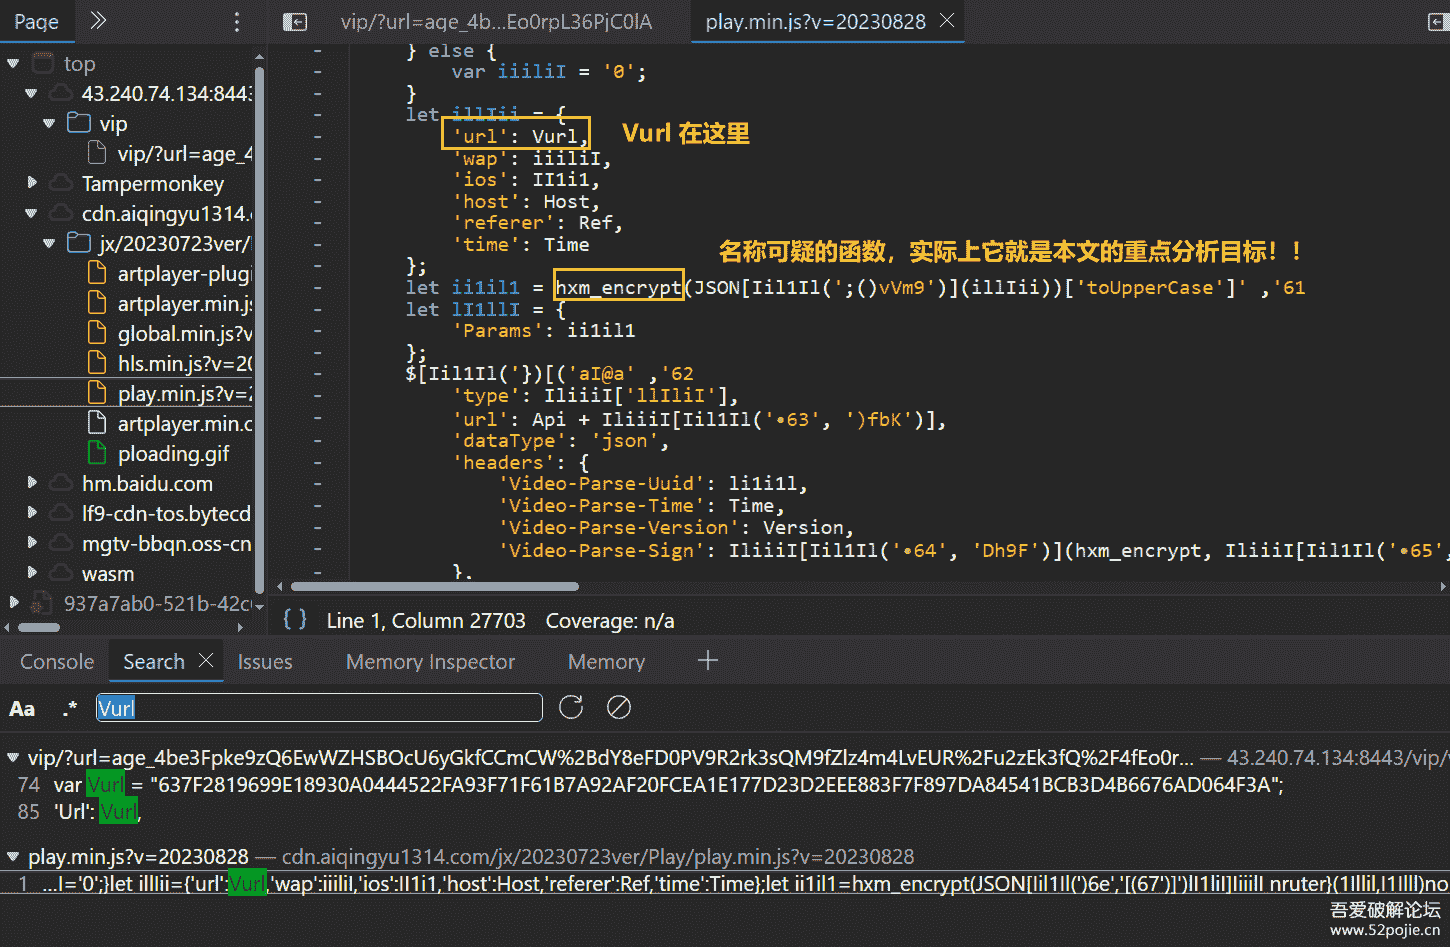 Page
vip/?url=age_4b...Eo0rpL36PjC0lA
play.min.js?v=20230828
top
43.240.74.134:8443
vip
vip/?url=age_4
Tampermonkey
cdn.aiqingyu1314.
jx/20230723ver/
artplayer-plugi
artplayer.min.js
global.min.js?v
hls.min.js?v=20
play.min.js?v=2
artplayer.min.c
ploading.gif
hm.baidu.com
lf9-cdn-tos.bytecd
mgtv-bbqn.oss-cn
wasm
937a7ab0-521b-42c
} else {
var iiiliI = '0';
}
let illIii = {
'url': Vurl,
Vurl 在这里
'wap': iiiliI,
'ios': II1i1,
'host': Host,
'referer': Ref,
'time': Time
名称可疑的函数，实际上它就是本文的重点分析目标！！
};
let ii1il1 = hxm_encrypt(JSON[Iil1Il(';()vVm9')](illIii))['toUpperCase']' ,'61
let lI1llI = {
'Params': ii1il1
};
$[Iil1Il('})[('aI@a' ,'62
'type': IliiiI['llIliI'],
'url': Api + IliiiI[Iil1Il('•63', ')fbK')],
'dataType': 'json',
'headers': {
'Video-Parse-Uuid': li1i1l,
'Video-Parse-Time': Time,
'Video-Parse-Version': Version,
'Video-Parse-Sign': IliiiI[Iil1Il('•64', 'Dh9F')](hxm_encrypt, IliiiI[Iil1Il('•65',
},
{ } Line 1, Column 27703 Coverage: n/a
Console Search Issues Memory Inspector Memory
Aa .* Vurl
vip/?url=age_4be3Fpke9zQ6EwWZHSBOcU6yGkfCCmCW%2BdY8eFD0PV9R2rk3sQM9fZlz4m4LvEUR%2Fu2zEk3fQ%2F4fEo0r... — 43.240.74.134:8443/vip/
74 var Vurl = "637F2819699E18930A0444522FA93F71F61B7A92AF20FCEA1E177D23D2EEE883F7F897DA84541BCB3D4B6676AD064F3A";
85 'Url': Vurl,
play.min.js?v=20230828 — cdn.aiqingyu1314.com/jx/20230723ver/Play/play.min.js?v=20230828
1 ...I='0';}let illIii={'url':Vurl,'wap':iiiliI,'ios':II1i1,'host':Host,'referer':Ref,'time':Time};let ii1il1=hxm_encrypt(JSON[Iil1Il(')6e','[(67')]')lI1liI]IiiilI nruter}(1Illil,I1Illl)no
吾爱破解论坛
www.52pojie.cn